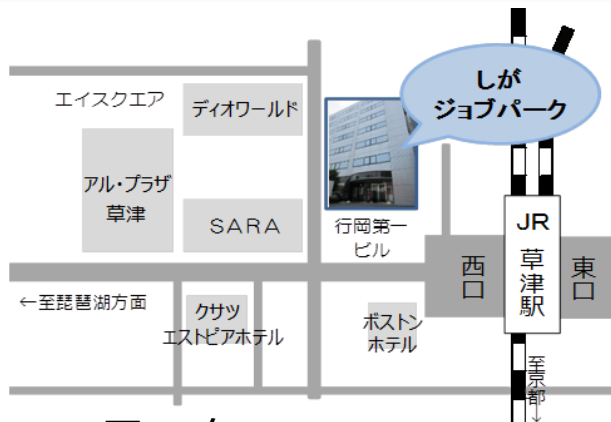 しが
ジョブパーク
エイスクエア
ディオワールド
アル・プラザ
草津
SARA
行岡第一
ビル
JR
草津駅
西口
東口
←至琵琶湖方面
クサツ
エストピアホテル
ボストン
ホテル
至京都→